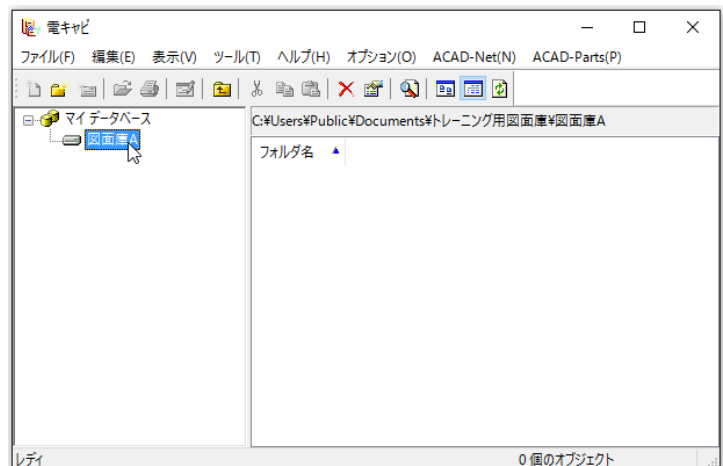 電キャビ
ファイル(F) 編集(E) 表示(V) ツール(T) ヘルプ(H) オプション(O) ACAD-Net(N) ACAD-Parts(P)
マイ データベース
図面庫A
C:¥Users¥Public¥Documents¥トレーニング用図面庫¥図面庫A
フォルダ名
レディ
0 個のオブジェクト